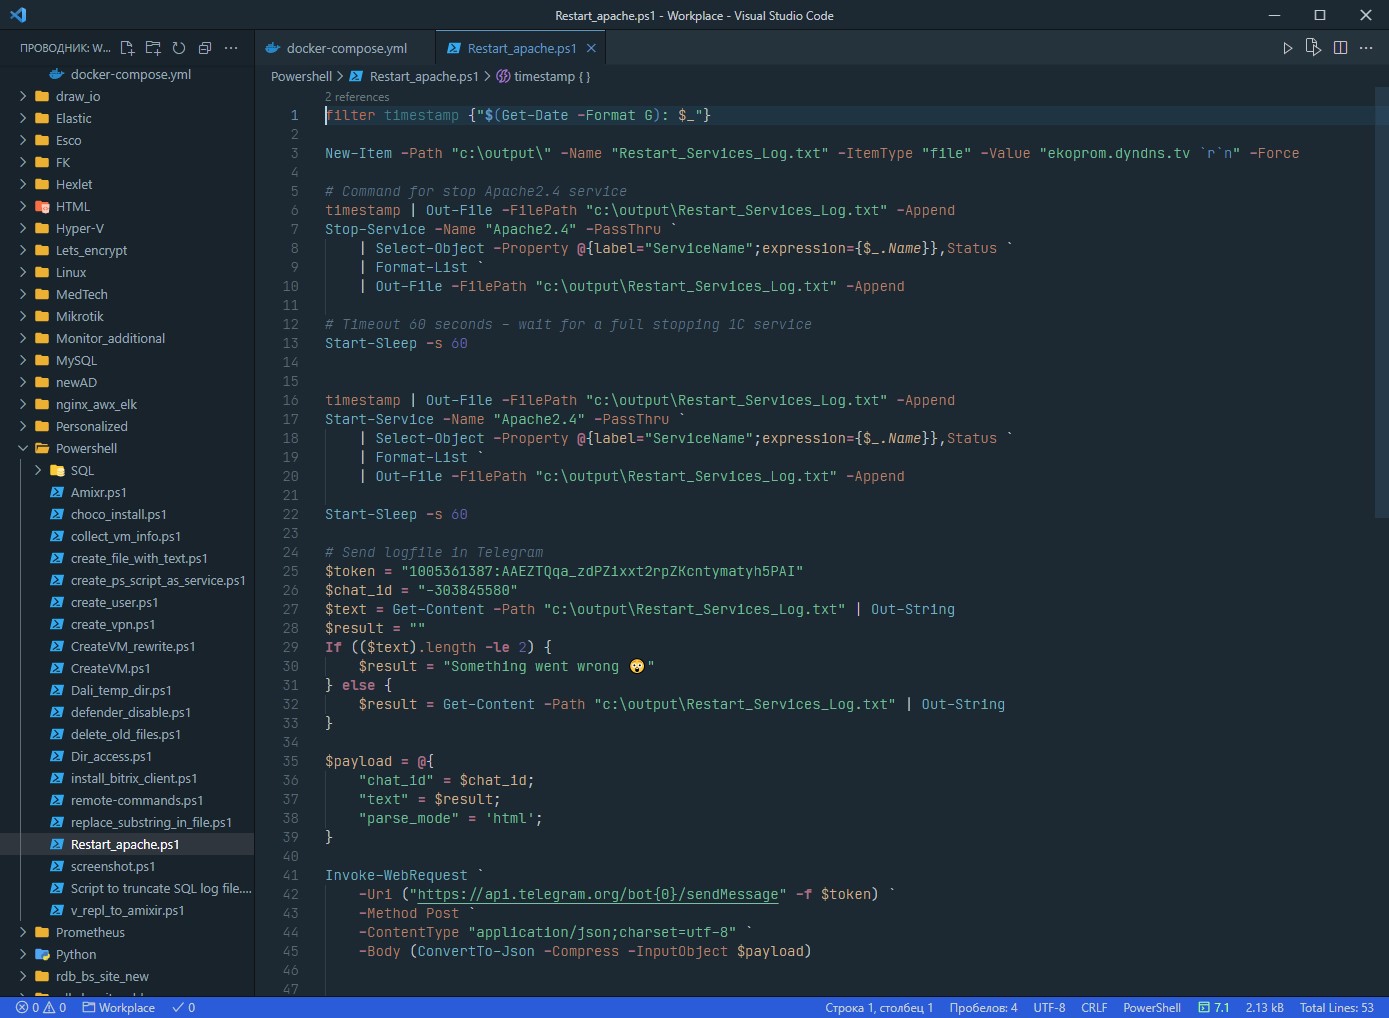 Restart_apache.ps1 - Workplace - Visual Studio Code
ПРОВОДНИК: W...
docker-compose.yml
draw_io
Elastic
Esco
FK
Hexlet
HTML
Hyper-V
Lets_encrypt
Linux
MedTech
Mikrotik
Monitor_additional
MySQL
newAD
nginx_awx_elk
Personalized
Powershell
SQL
Amixr.ps1
choco_install.ps1
collect_vm_info.ps1
create_file_with_text.ps1
create_ps_script_as_service.ps1
create_user.ps1
create_vpn.ps1
CreateVM_rewrite.ps1
CreateVM.ps1
Dali_temp_dir.ps1
defender_disable.ps1
delete_old_files.ps1
Dir_access.ps1
install_bitrix_client.ps1
remote-commands.ps1
replace_substring_in_file.ps1
Restart_apache.ps1
screenshot.ps1
Script to truncate SQL log file....
v_repl_to_amixir.ps1
Prometheus
Python
rdb_bs_site_new
docker-compose.yml Restart_apache.ps1
Powershell > Restart_apache.ps1 > timestamp { }
2 references
1 filter timestamp {"$(Get-Date -Format G): $_"}
2
3 New-Item -Path "c:\output\" -Name "Restart_Services_Log.txt" -ItemType "file" -Value "ekoprom.dyndns.tv `r`n" -Force
4
5 # Command for stop Apache2.4 service
6 timestamp | Out-File -FilePath "c:\output\Restart_Services_Log.txt" -Append
7 Stop-Service -Name "Apache2.4" -PassThru `
8 | Select-Object -Property @{label="ServiceName";expression={$_.Name}},Status `
9 | Format-List `
10 | Out-File -FilePath "c:\output\Restart_Services_Log.txt" -Append
11
12 # Timeout 60 seconds - wait for a full stopping 1C service
13 Start-Sleep -s 60
14
15
16 timestamp | Out-File -FilePath "c:\output\Restart_Services_Log.txt" -Append
17 Start-Service -Name "Apache2.4" -PassThru `
18 | Select-Object -Property @{label="ServiceName";expression={$_.Name}},Status `
19 | Format-List `
20 | Out-File -FilePath "c:\output\Restart_Services_Log.txt" -Append
21
22 Start-Sleep -s 60
23
24 # Send logfile in Telegram
25 $token = "1005361387:AAEZTQqa_zdPZixxt2rpZKcntymatyh5PAI"
26 $chat_id = "-303845580"
27 $text = Get-Content -Path "c:\output\Restart_Services_Log.txt" | Out-String
28 $result = ""
29 If (($text).length -le 2) {
30 $result = "Something went wrong 😲"
31 } else {
32 $result = Get-Content -Path "c:\output\Restart_Services_Log.txt" | Out-String
33 }
34
35 $payload = @{
36 "chat_id" = $chat_id;
37 "text" = $result;
38 "parse_mode" = 'html';
39 }
40
41 Invoke-WebRequest `
42 -Uri ("https://api.telegram.org/bot{0}/sendMessage" -f $token) `
43 -Method Post `
44 -ContentType "application/json;charset=utf-8" `
45 -Body (ConvertTo-Json -Compress -InputObject $payload)
46
47
0 0 Workplace 0 Строка 1, столбец 1 Пробелов: 4 UTF-8 CRLF PowerShell 7.1 2.13 kB Total Lines: 53